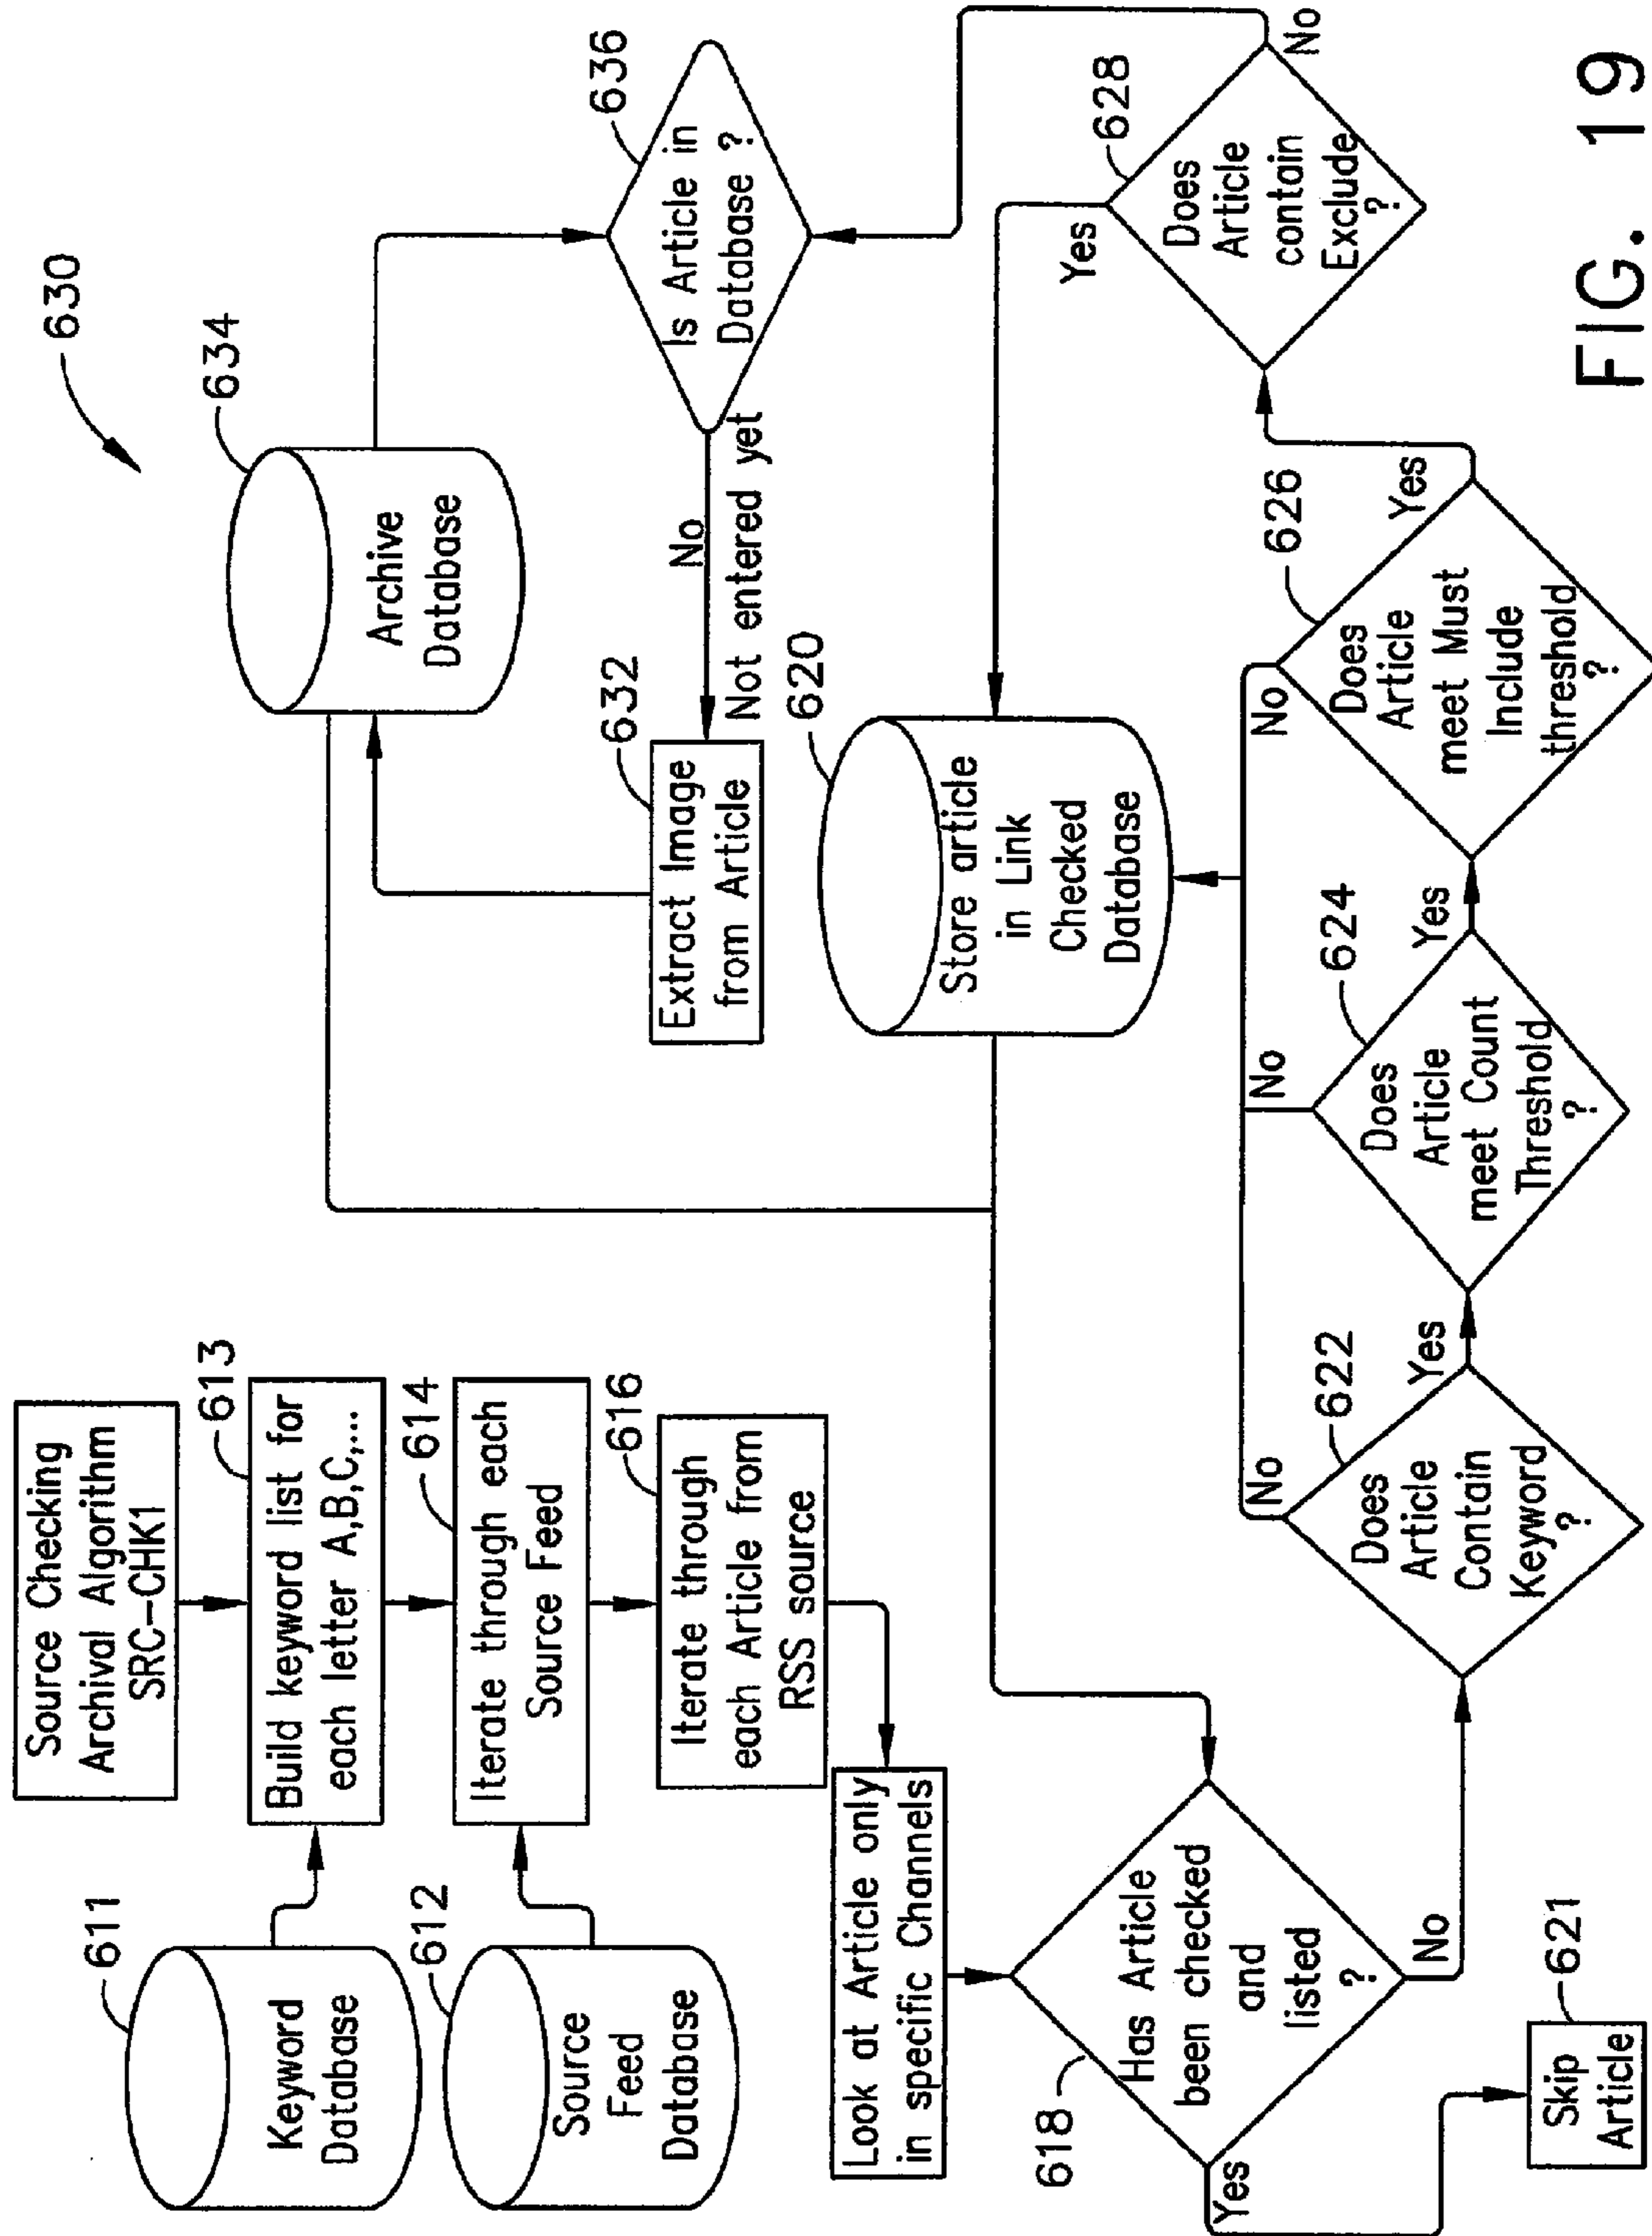 Source Checking
Archival Algorithm
SRC-CHK1
611
Keyword
Database
613
Build keyword list for
each letter A,B,C,...
612
Source
Feed
Database
614
Iterate through each
Source Feed
616
Iterate through
each Article from
RSS source
Look at Article only
in specific Channels
618
Has Article
been checked
and
listed
?
Yes
No
621
Skip
Article
622
Does
Article
Contain
Keyword
?
No
Yes
624
Does
Article
meet Count
Threshold
?
No
Yes
626
Does
Article
meet Must
Include
threshold
?
No
Yes
628
Does
Article
contain
Exclude
?
Yes
No
620
Store article
in Link
Checked
Database
630
632
Extract Image
from Article
634
Archive
Database
636
Is Article in
Database ?
No
Not entered yet
FIG. 19